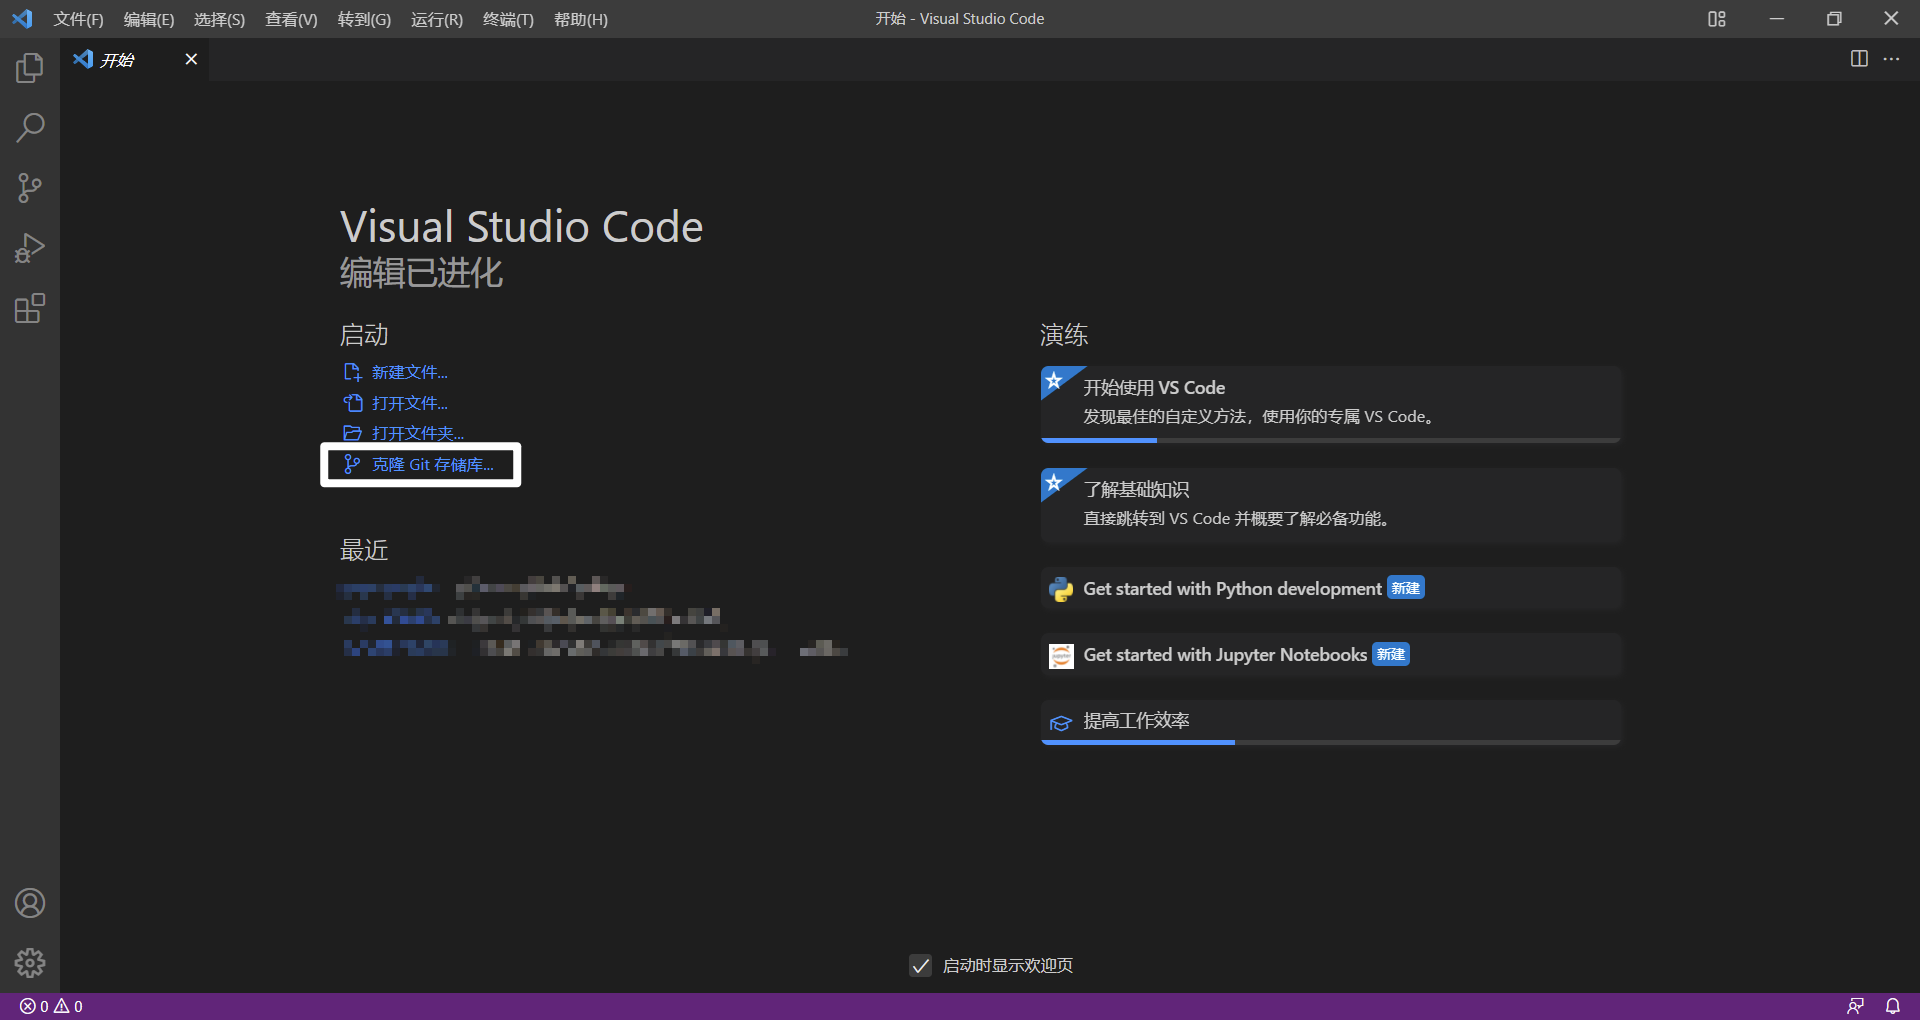 文件(F) 编辑(E) 选择(S) 查看(V) 转到(G) 运行(R) 终端(T) 帮助(H) 开始 - Visual Studio Code
开始
Visual Studio Code
编辑已进化
启动
新建文件...
打开文件...
打开文件夹...
克隆 Git 存储库...
最近
演练
开始使用 VS Code
发现最佳的自定义方法，使用你的专属 VS Code。
了解基础知识
直接跳转到 VS Code 并概要了解必备功能。
Get started with Python development 新建
Get started with Jupyter Notebooks 新建
提高工作效率
启动时显示欢迎页
0 0